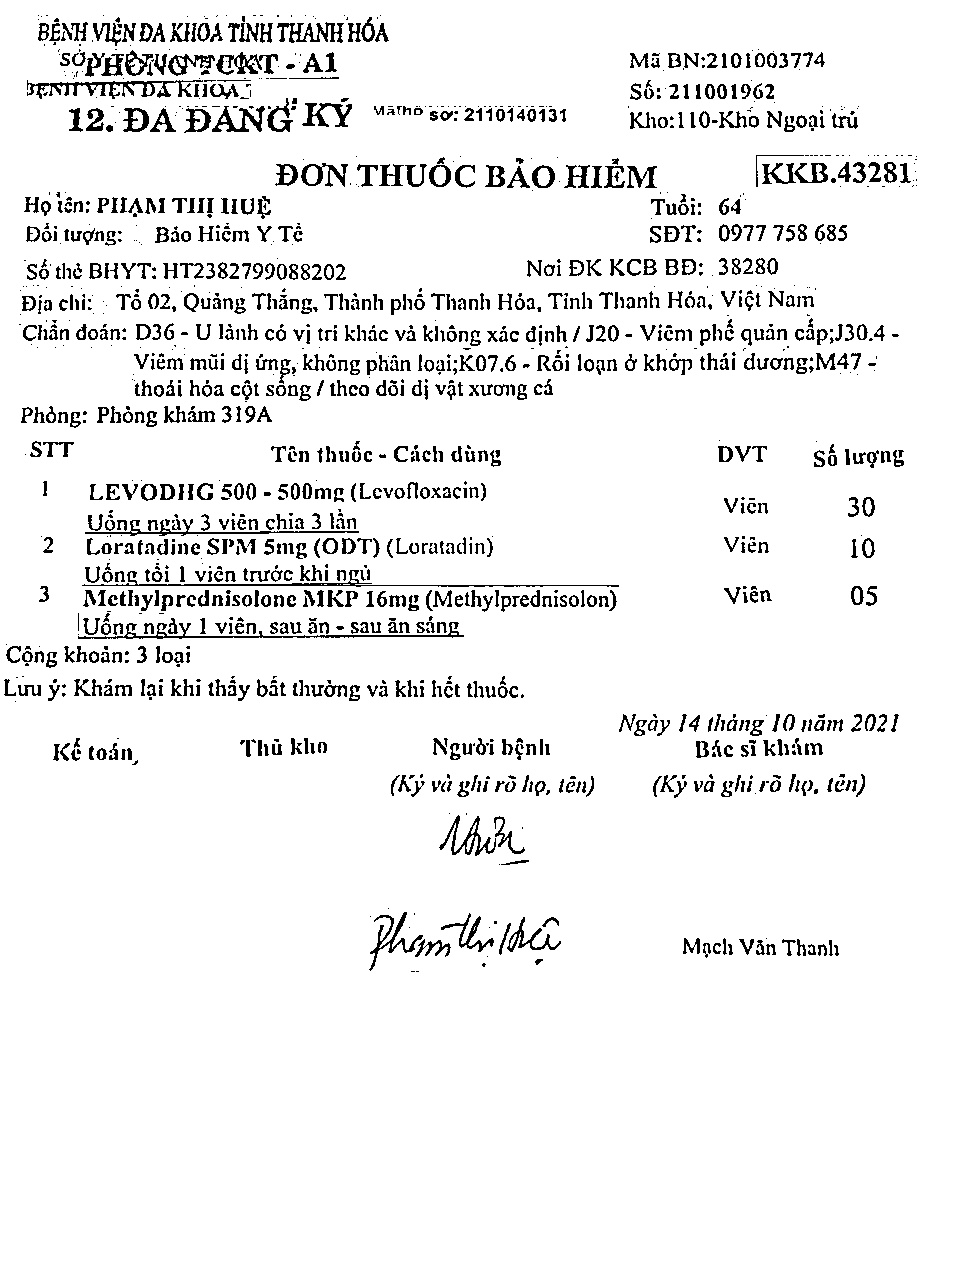 BỆNH VIỆN ĐA KHOA TỈNH THANH HÓA
PHÒNG TCKT - A1
BỆNH VIỆN ĐA KHOA
12. ĐA ĐĂNG KÝ
Mã hồ sơ: 2110140131
Mã BN:2101003774
Số: 211001962
Kho:110-Kho Ngoại trú
ĐƠN THUỐC BẢO HIỂM
KKB.43281
Họ tên: PHẠM THỊ HUỆ Tuổi: 64
Đối tượng: Bảo Hiểm Y Tế SĐT: 0977 758 685
Số thẻ BHYT: HT2382799088202 Nơi ĐK KCB BĐ: 38280
Địa chỉ: Tổ 02, Quảng Thắng, Thành phố Thanh Hóa, Tỉnh Thanh Hóa, Việt Nam
Chẩn đoán: D36 - U lành có vị trí khác và không xác định / J20 - Viêm phế quản cấp;J30.4 -
Viêm mũi dị ứng, không phân loại;K07.6 - Rối loạn ở khớp thái dương;M47 -
thoái hóa cột sống / theo dõi dị vật xương cá
Phòng: Phòng khám 319A
STT Tên thuốc - Cách dùng DVT Số lượng
1 LEVODHG 500 - 500mg (Levofloxacin) Viên 30
Uống ngày 3 viên chia 3 lần
2 Loratadine SPM 5mg (ODT) (Loratadin) Viên 10
Uống tối 1 viên trước khi ngủ
3 Methylprednisolone MKP 16mg (Methylprednisolon) Viên 05
Uống ngày 1 viên, sau ăn - sau ăn sáng
Cộng khoản: 3 loại
Lưu ý: Khám lại khi thấy bất thường và khi hết thuốc.
Ngày 14 tháng 10 năm 2021
Kế toán, Thủ kho Người bệnh Bác sĩ khám
(Ký và ghi rõ họ, tên) (Ký và ghi rõ họ, tên)
Phạm Thị Huệ
Mạch Văn Thanh